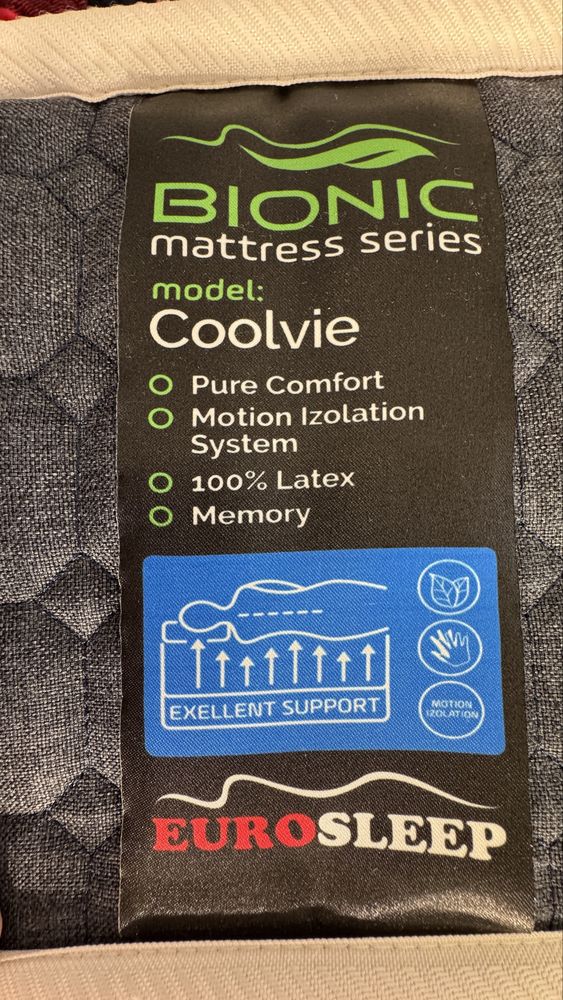 BIONIC
mattress series
model:
Coolvie
Pure Comfort
Motion Izolation
System
100% Latex
Memory
EXELLENT SUPPORT
MOTION
IZOLATION
EUROSLEEP